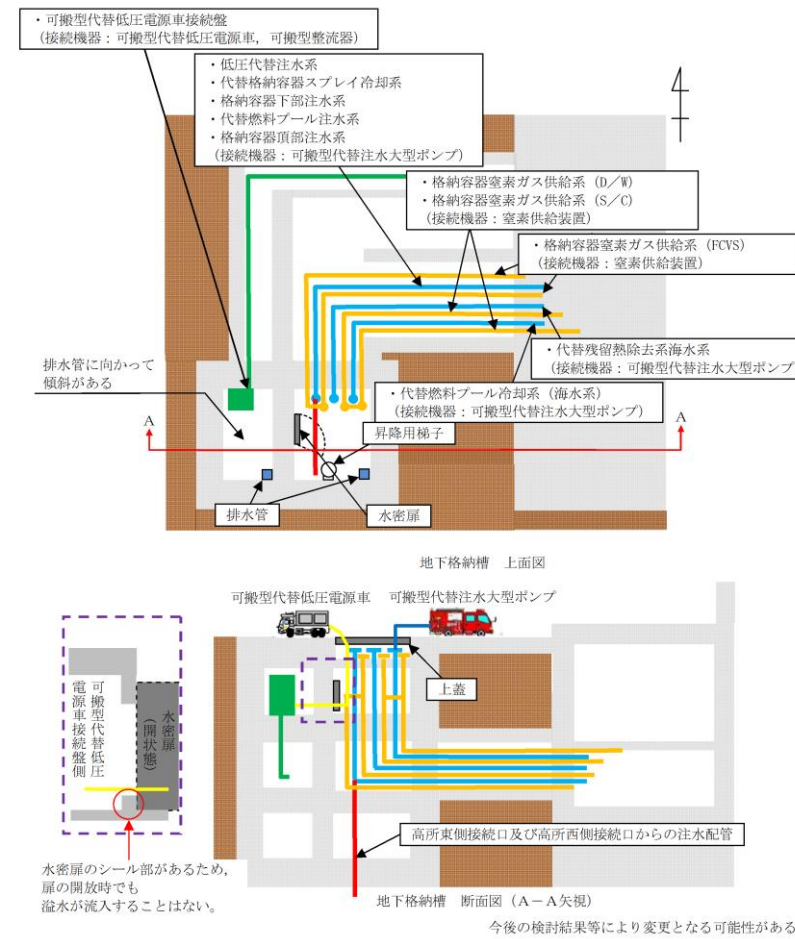 ・可搬型代替低圧電源車接続盤
(接続機器：可搬型代替低圧電源車，可搬型整流器)
・低圧代替注水系
・代替格納容器スプレイ冷却系
・格納容器下部注水系
・代替燃料プール注水系
・格納容器頂部注水系
(接続機器：可搬型代替注水大型ポンプ)
・格納容器窒素ガス供給系 (D／W)
・格納容器窒素ガス供給系 (S／C)
(接続機器：窒素供給装置)
・格納容器窒素ガス供給系 (FCVS)
(接続機器：窒素供給装置)
・代替残留熱除去系海水系
(接続機器：可搬型代替注水大型ポンプ
・代替燃料プール冷却系 (海水系)
(接続機器：可搬型代替注水大型ポンプ)
排水管に向かって
傾斜がある
A
A
昇降用梯子
排水管
水密扉
地下格納槽　上面図
可搬型代替低圧電源車
可搬型代替注水大型ポンプ
上蓋
可搬型代替低圧
電源車接続盤側
水密扉
(開状態)
高所東側接続口及び高所西側接続口からの注水配管
水密扉のシール部があるため，
扉の開放時でも
溢水が流入することはない。
地下格納槽　断面図 (A－A矢視)
今後の検討結果等により変更となる可能性がある